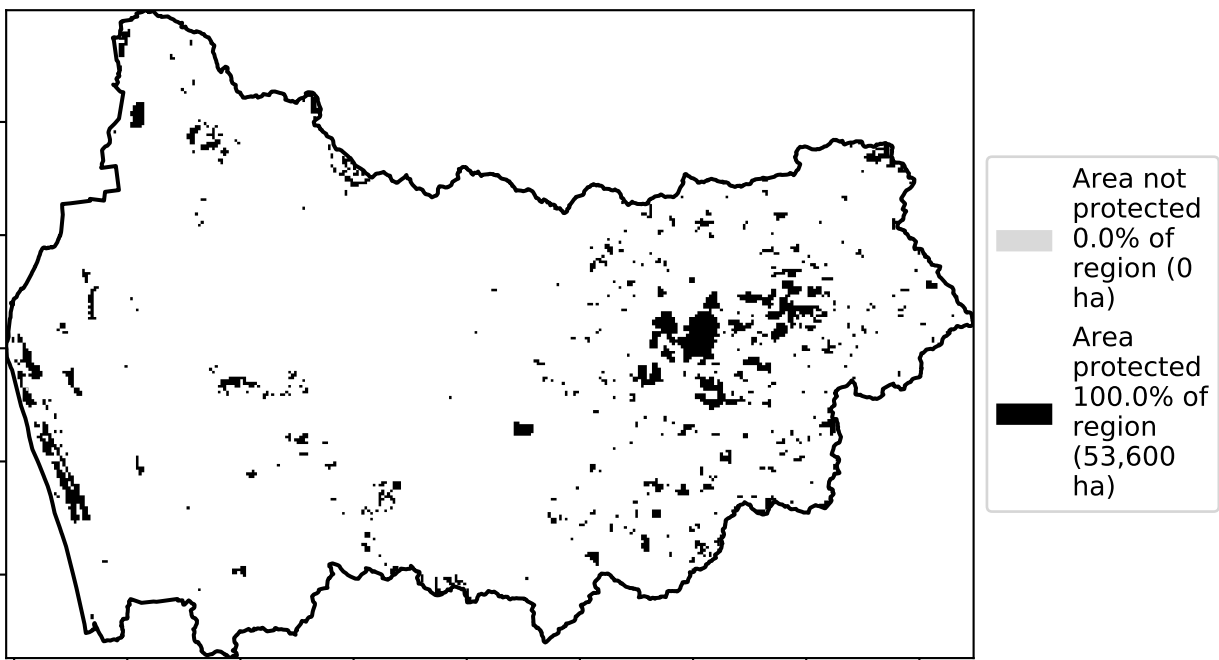 Area not
protected
0.0% of
region (0
ha)
Area
protected
100.0% of
region
(53,600
ha)